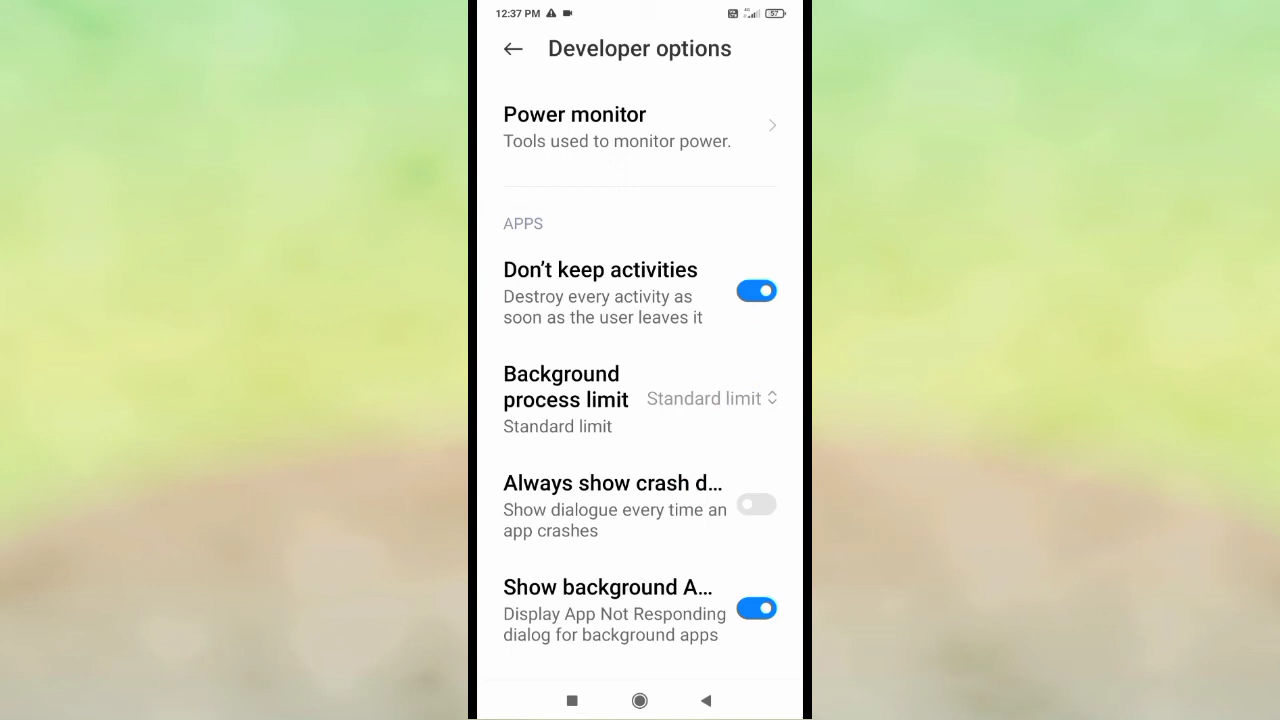 12:37 PM
57
Developer options
Power monitor
Tools used to monitor power.
APPS
Don’t keep activities
Destroy every activity as
soon as the user leaves it
Background
process limit
Standard limit
Standard limit
Always show crash d...
Show dialogue every time an
app crashes
Show background A...
Display App Not Responding
dialog for background apps